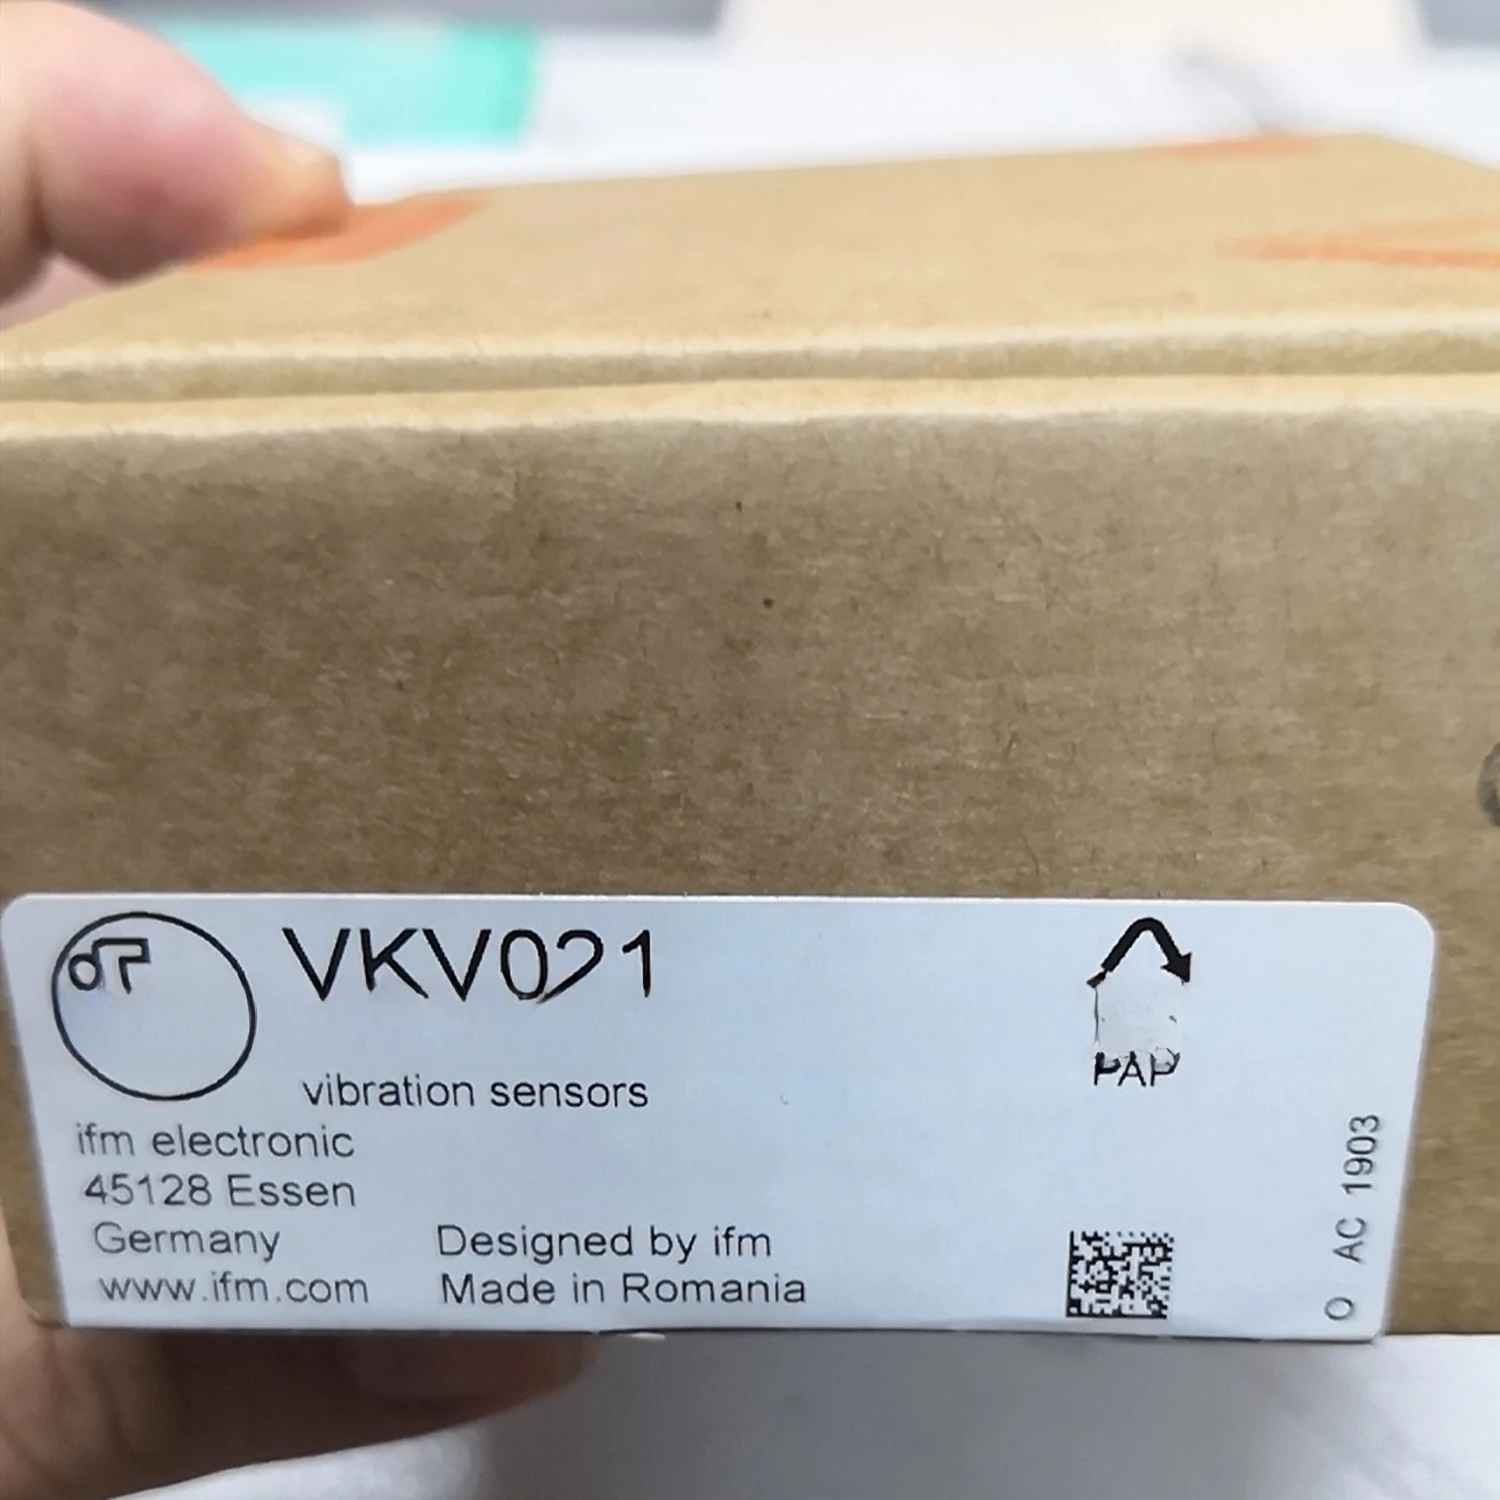 VKV021
vibration sensors
ifm electronic
45128 Essen
Germany
www.ifm.com
Designed by ifm
Made in Romania
PAP
O AC 1903